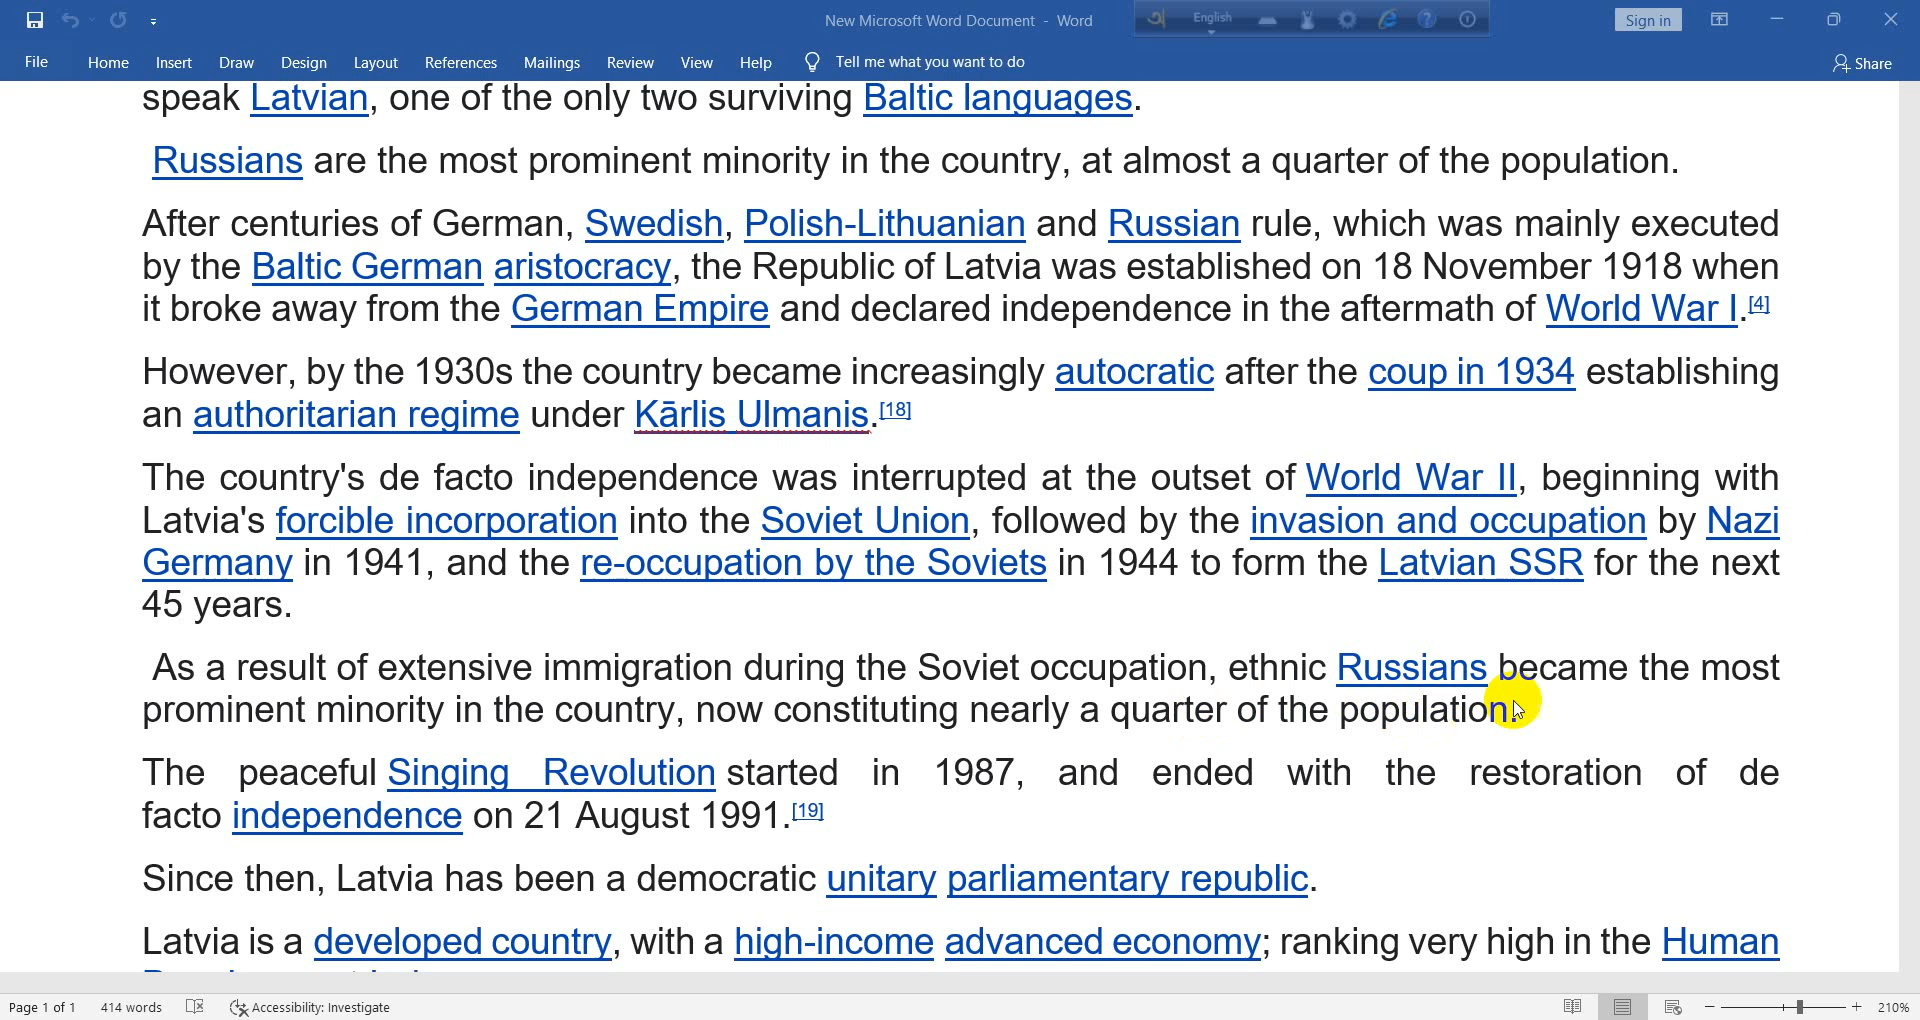 New Microsoft Word Document - Word
English
Sign in
File Home Insert Draw Design Layout References Mailings Review View Help Tell me what you want to do Share
speak Latvian, one of the only two surviving Baltic languages.
Russians are the most prominent minority in the country, at almost a quarter of the population.
After centuries of German, Swedish, Polish-Lithuanian and Russian rule, which was mainly executed
by the Baltic German aristocracy, the Republic of Latvia was established on 18 November 1918 when
it broke away from the German Empire and declared independence in the aftermath of World War I.[4]
However, by the 1930s the country became increasingly autocratic after the coup in 1934 establishing
an authoritarian regime under Kārlis Ulmanis.[18]
The country's de facto independence was interrupted at the outset of World War II, beginning with
Latvia's forcible incorporation into the Soviet Union, followed by the invasion and occupation by Nazi
Germany in 1941, and the re-occupation by the Soviets in 1944 to form the Latvian SSR for the next
45 years.
As a result of extensive immigration during the Soviet occupation, ethnic Russians became the most
prominent minority in the country, now constituting nearly a quarter of the population.
The peaceful Singing Revolution started in 1987, and ended with the restoration of de
facto independence on 21 August 1991.[19]
Since then, Latvia has been a democratic unitary parliamentary republic.
Latvia is a developed country, with a high-income advanced economy; ranking very high in the Human
Page 1 of 1 414 words Accessibility: Investigate 210%